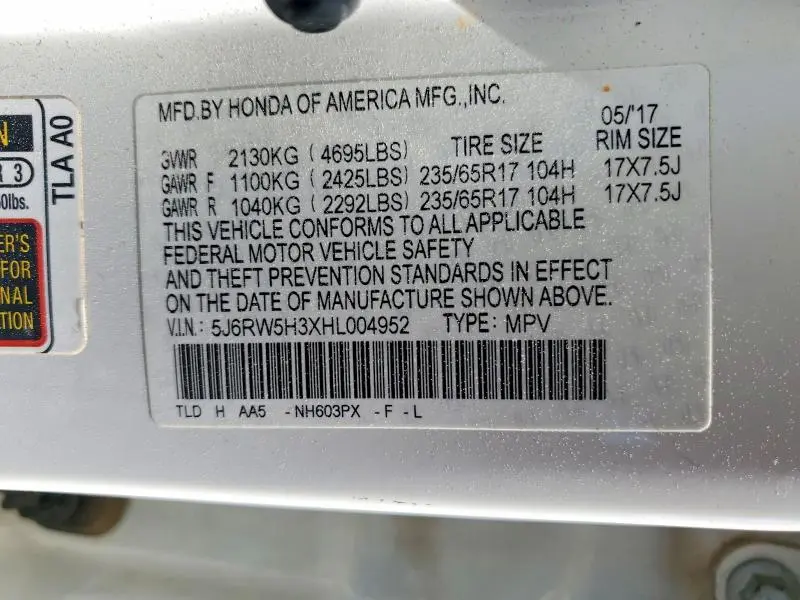 MFD.BY HONDA OF AMERICA MFG.,INC.
05/'17
GVWR 2130KG (4695LBS) TIRE SIZE RIM SIZE
GAWR F 1100KG (2425LBS) 235/65R17 104H 17X7.5J
GAWR R 1040KG (2292LBS) 235/65R17 104H 17X7.5J
THIS VEHICLE CONFORMS TO ALL APPLICABLE
FEDERAL MOTOR VEHICLE SAFETY
AND THEFT PREVENTION STANDARDS IN EFFECT
ON THE DATE OF MANUFACTURE SHOWN ABOVE.
V.I.N.: 5J6RW5H3XHL004952 TYPE: MPV
TLD H AA5 -NH603PX -F -L
TLA A0
3
FOR